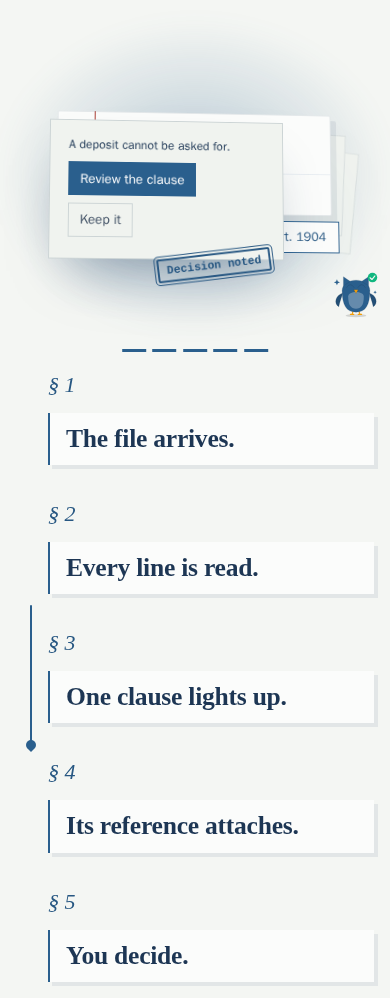 A deposit cannot be asked for.
Review the clause
Keep it
t. 1904
Decision noted
§ 1
The file arrives.
§ 2
Every line is read.
§ 3
One clause lights up.
§ 4
Its reference attaches.
§ 5
You decide.